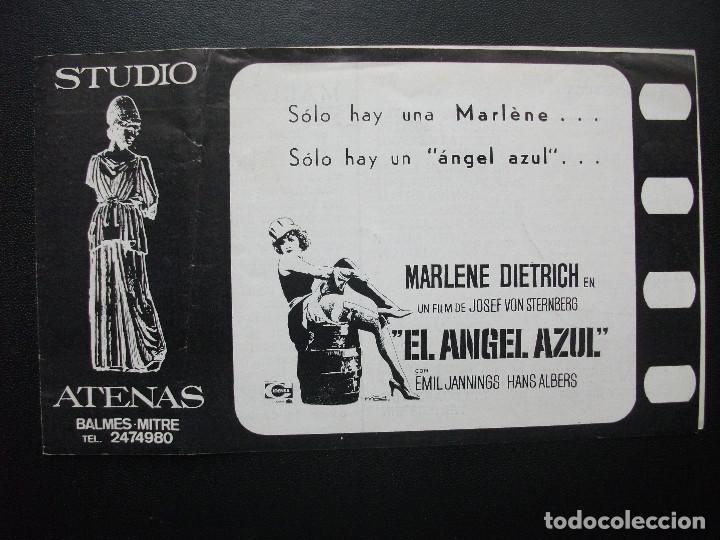 STUDIO
ATENAS
BALMES-MITRE
TEL. 2474980
Sólo hay una Marlène . . .
Sólo hay un "ángel azul" . . .
MARLENE DIETRICH EN
UN FILM DE JOSEF VON STERNBERG
"EL ANGEL AZUL"
CON
EMIL JANNINGS HANS ALBERS
todocoleccion